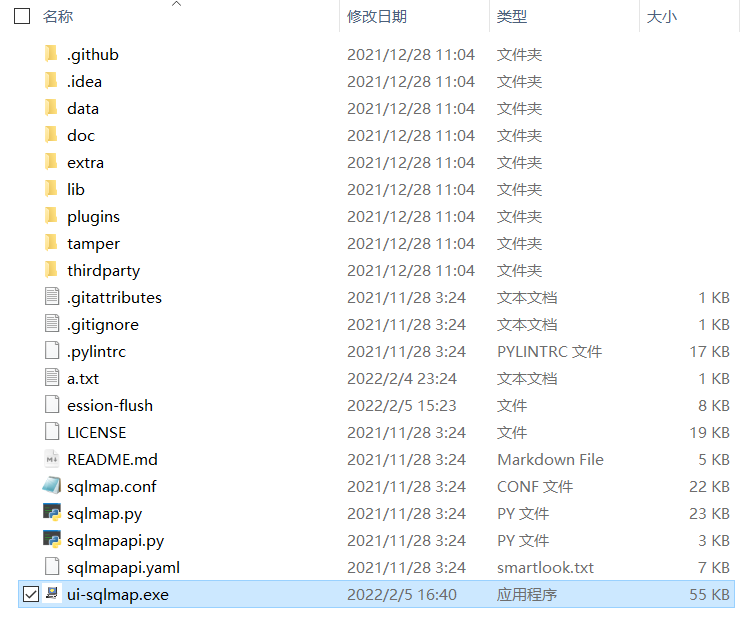 名称 修改日期 类型 大小
.github 2021/12/28 11:04 文件夹
.idea 2021/12/28 11:04 文件夹
data 2021/12/28 11:04 文件夹
doc 2021/12/28 11:04 文件夹
extra 2021/12/28 11:04 文件夹
lib 2021/12/28 11:04 文件夹
plugins 2021/12/28 11:04 文件夹
tamper 2021/12/28 11:04 文件夹
thirdparty 2021/12/28 11:04 文件夹
.gitattributes 2021/11/28 3:24 文本文档 1 KB
.gitignore 2021/11/28 3:24 文本文档 1 KB
.pylintrc 2021/11/28 3:24 PYLINTRC 文件 17 KB
a.txt 2022/2/4 23:24 文本文档 1 KB
ession-flush 2022/2/5 15:23 文件 8 KB
LICENSE 2021/11/28 3:24 文件 19 KB
README.md 2021/11/28 3:24 Markdown File 5 KB
sqlmap.conf 2021/11/28 3:24 CONF 文件 22 KB
sqlmap.py 2021/11/28 3:24 PY 文件 23 KB
sqlmapapi.py 2021/11/28 3:24 PY 文件 3 KB
sqlmapapi.yaml 2021/11/28 3:24 smartlook.txt 7 KB
ui-sqlmap.exe 2022/2/5 16:40 应用程序 55 KB